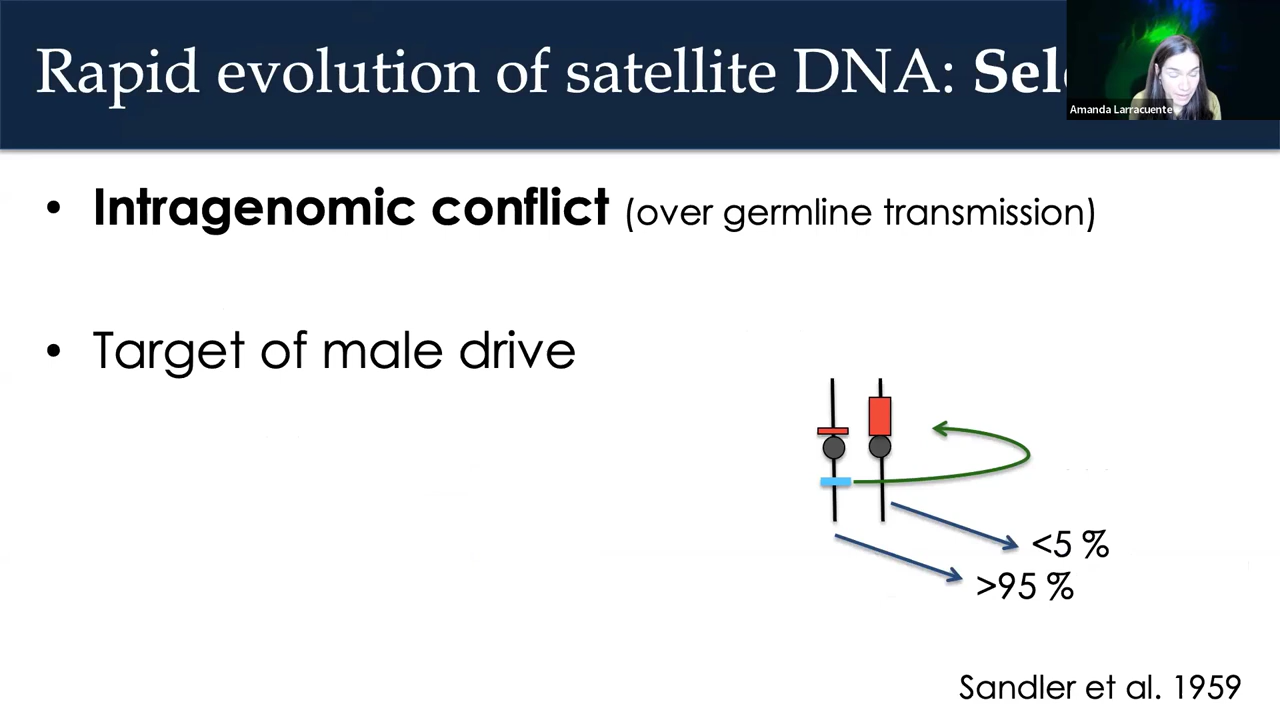 Rapid evolution of satellite DNA:
Amanda Larracuente
• Intragenomic conflict (over germline transmission)
• Target of male drive
<5 %
>95 %
Sandler et al. 1959